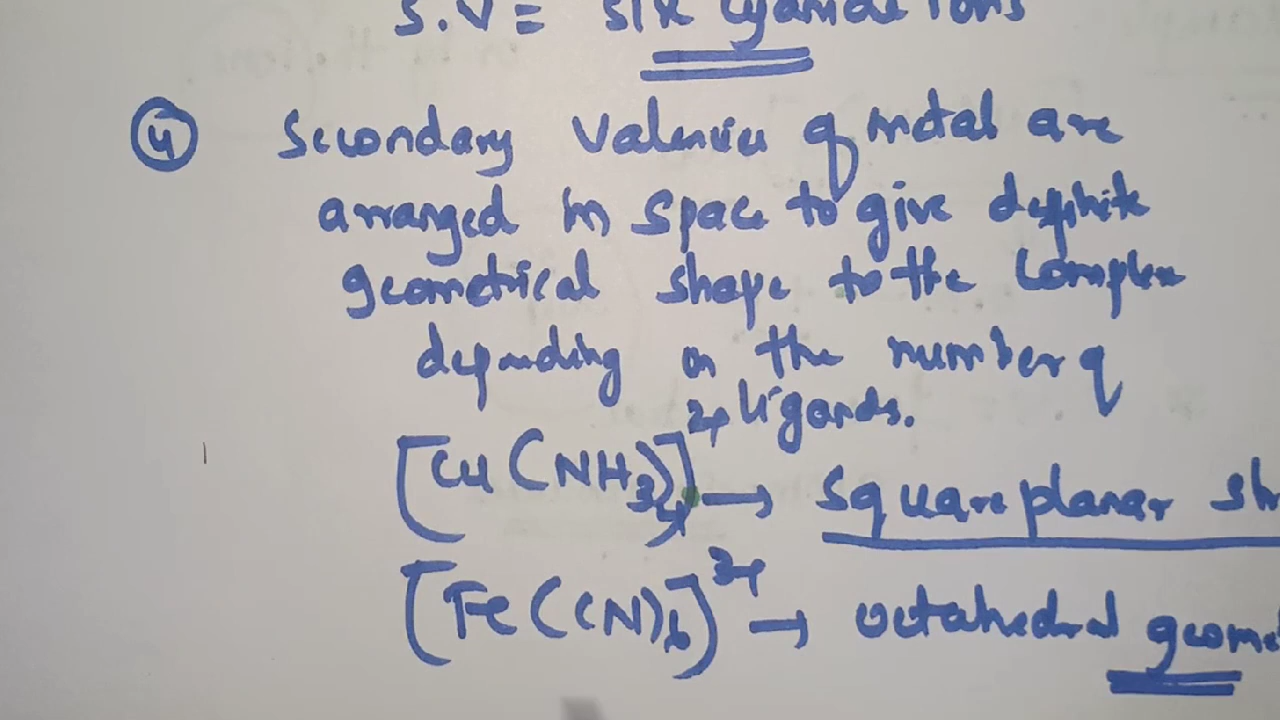 S.V = six cyanide ions
④ Secondary Valencies of metal are
arranged in space to give definite
geometrical shape to the complex
depending on the number of
ligands.
[Cu(NH₃)₄]²⁺ → square planar sh
[Fe(CN)₆]³⁺ → octahedral geome